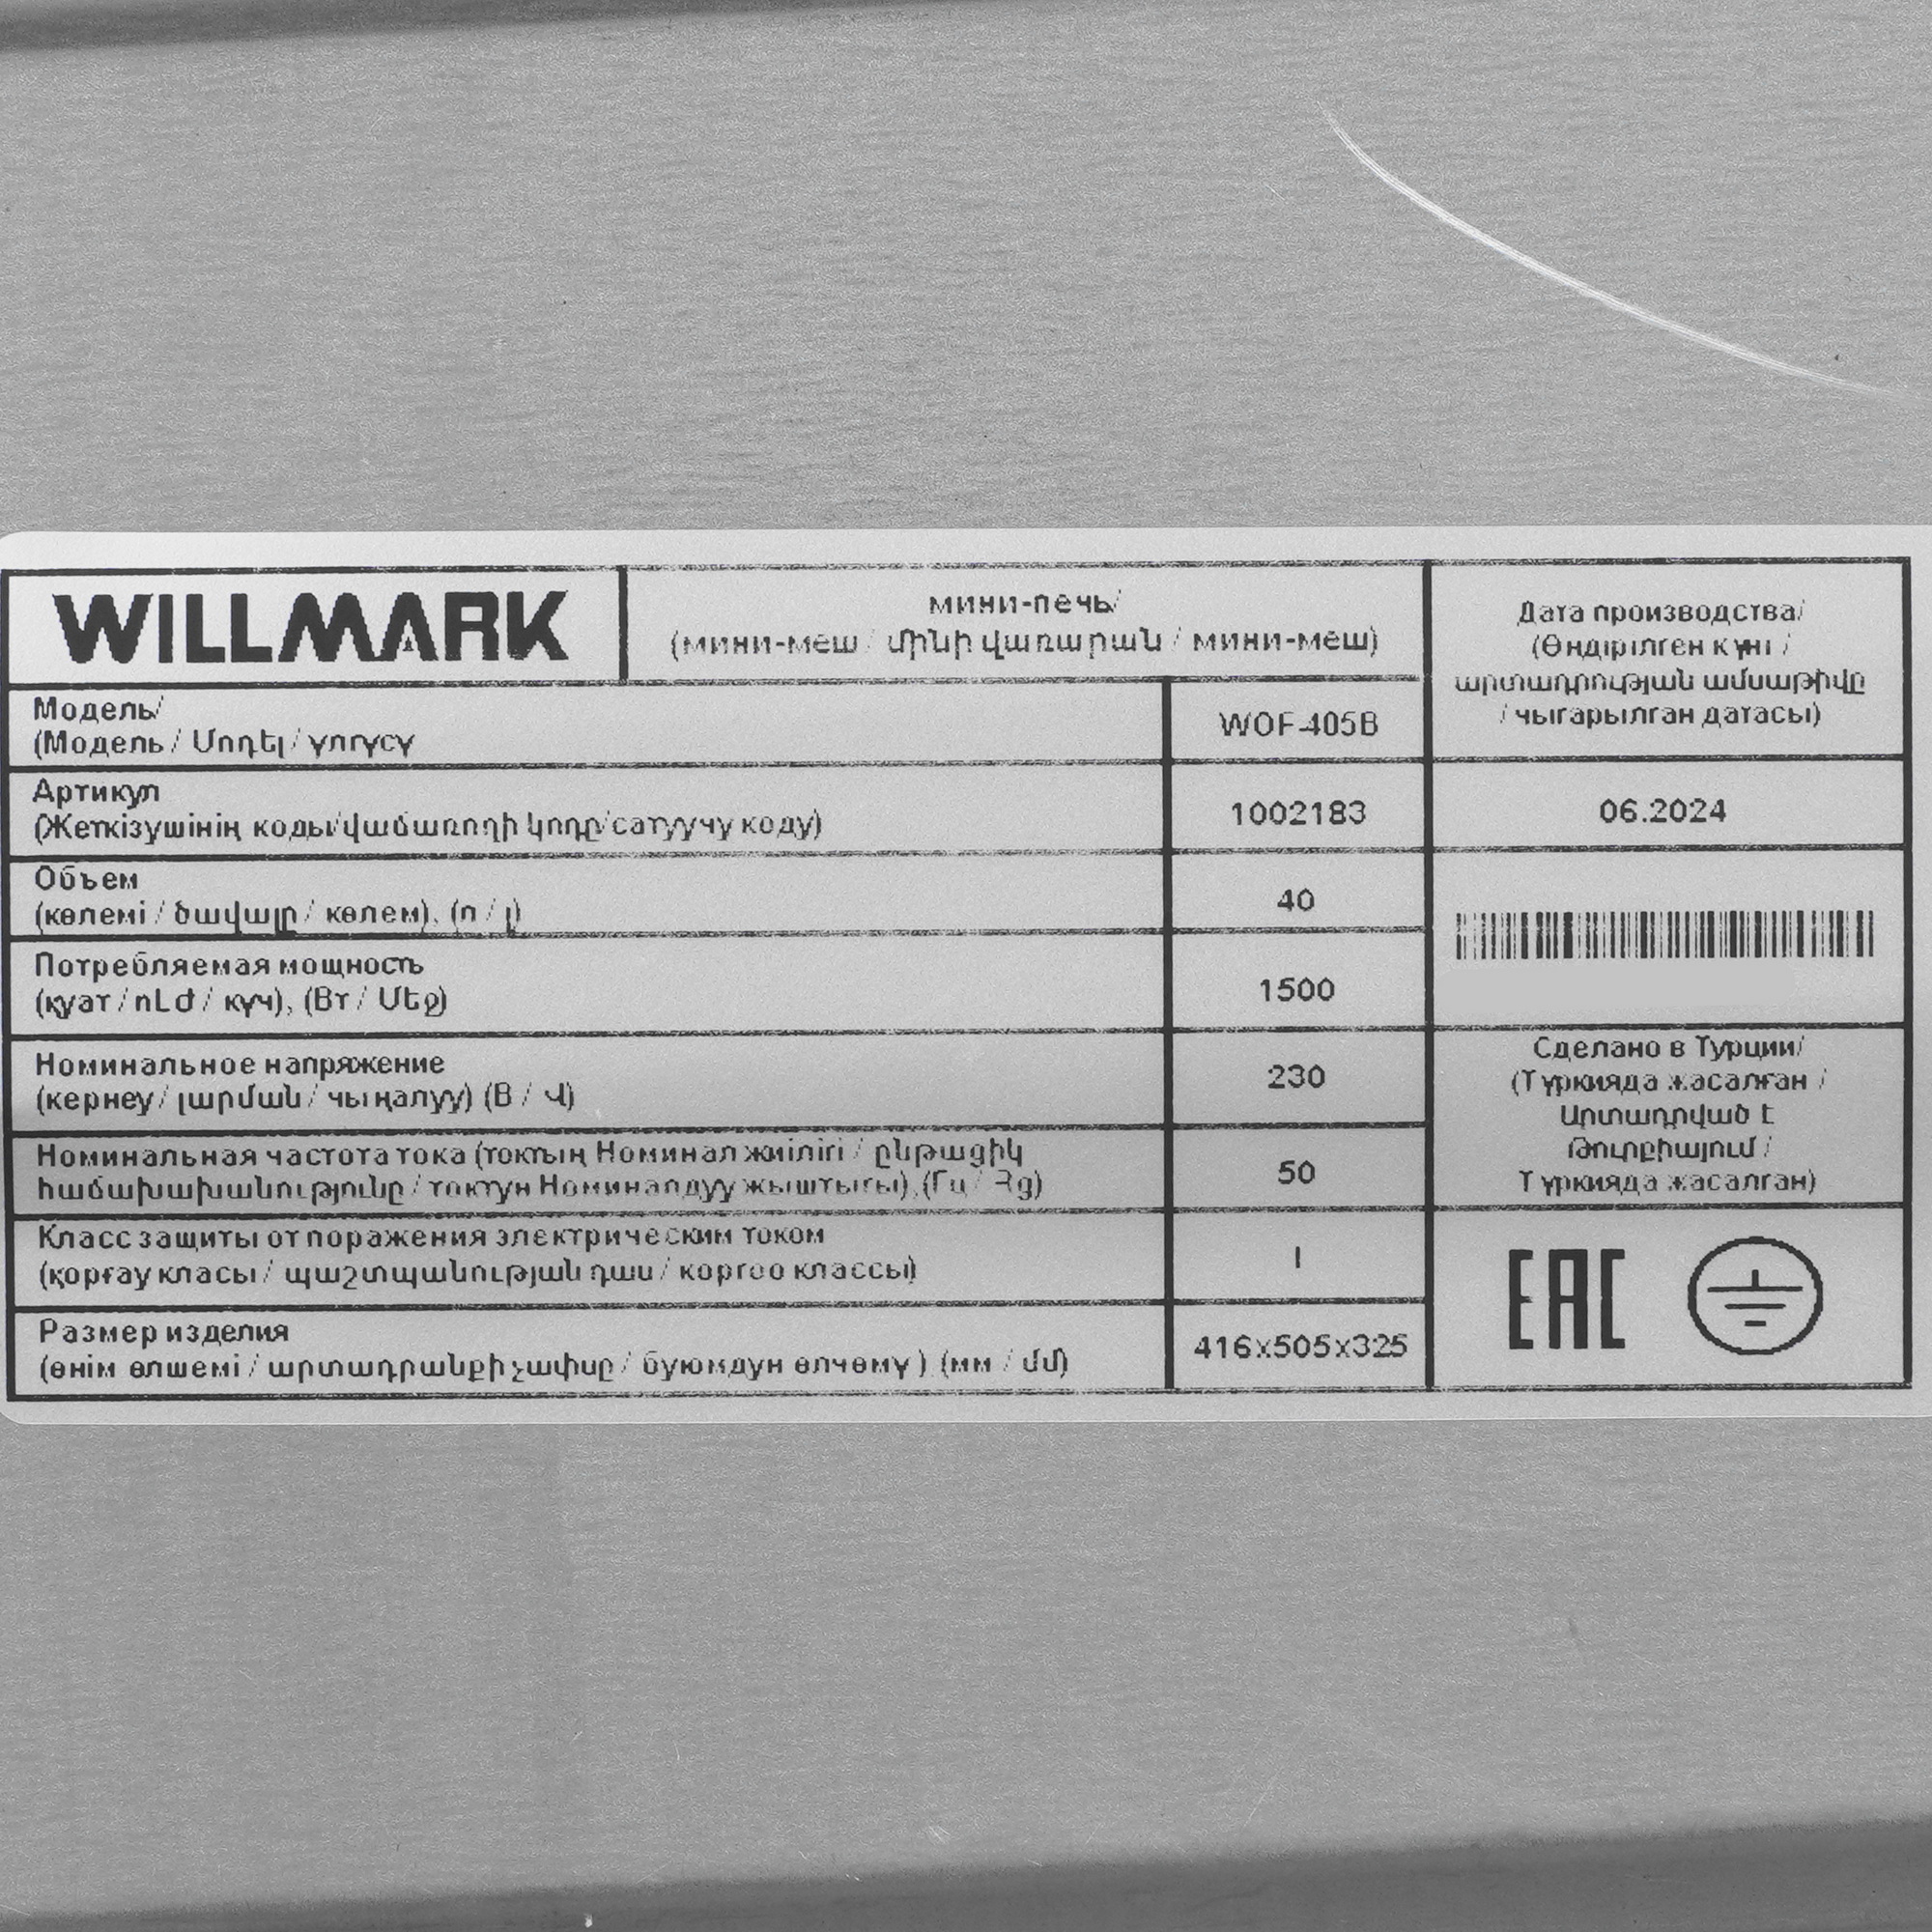 WILLMARK
мини-печь/
(мини-меш / մինի վառարան / мини-меш)
Модель/
(Модель / Մոդել / үлгүсү
WOF-405B
Артикул
(Жеткізушінің коды/վաճառողի կոդը/сатуучу коду)
1002183
Объем
(көлемі / ծավալը / көлем), (л / լ)
40
Потребляемая мощность
(қуат / ուժ / күч), (Вт / Մեջ)
1500
Номинальное напряжение
(кернеу / լարման / чыңалуу) (В / Վ)
230
Номинальная частота тока (токтың Номинал жиілігі / ընթացիկ
հաճախախանությունը / токтун Номиналдуу жыштыгы), (Гц / Հց)
50
Класс защиты от поражения электрическим током
(қорғау класы / պաշտպանության դաս / коргоо классы)
I
Размер изделия
(өнім өлшемі / արտադրանքի չափսը / буюмдун өлчөмү ) (мм / մմ)
416x505x325
Дата производства/
(Өндірілген күні /
արտադրության ամսաթիվը
/ чыгарылган датасы)
06.2024
Сделано в Турции/
(Түркияда жасалған /
Արտադրված է
Թուրքիայում /
Түркияда жасалган)
EAC